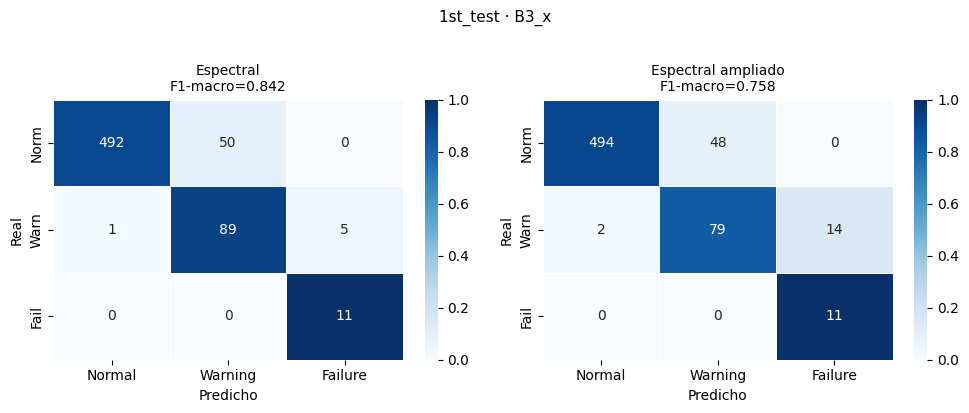 1st_test · B3_x
Espectral
F1-macro=0.842
Real
Norm
Warn
Fail
492 50 0
1 89 5
0 0 11
Normal Warning Failure
Predicho
1.0
0.8
0.6
0.4
0.2
0.0
Espectral ampliado
F1-macro=0.758
Real
Norm
Warn
Fail
494 48 0
2 79 14
0 0 11
Normal Warning Failure
Predicho
1.0
0.8
0.6
0.4
0.2
0.0